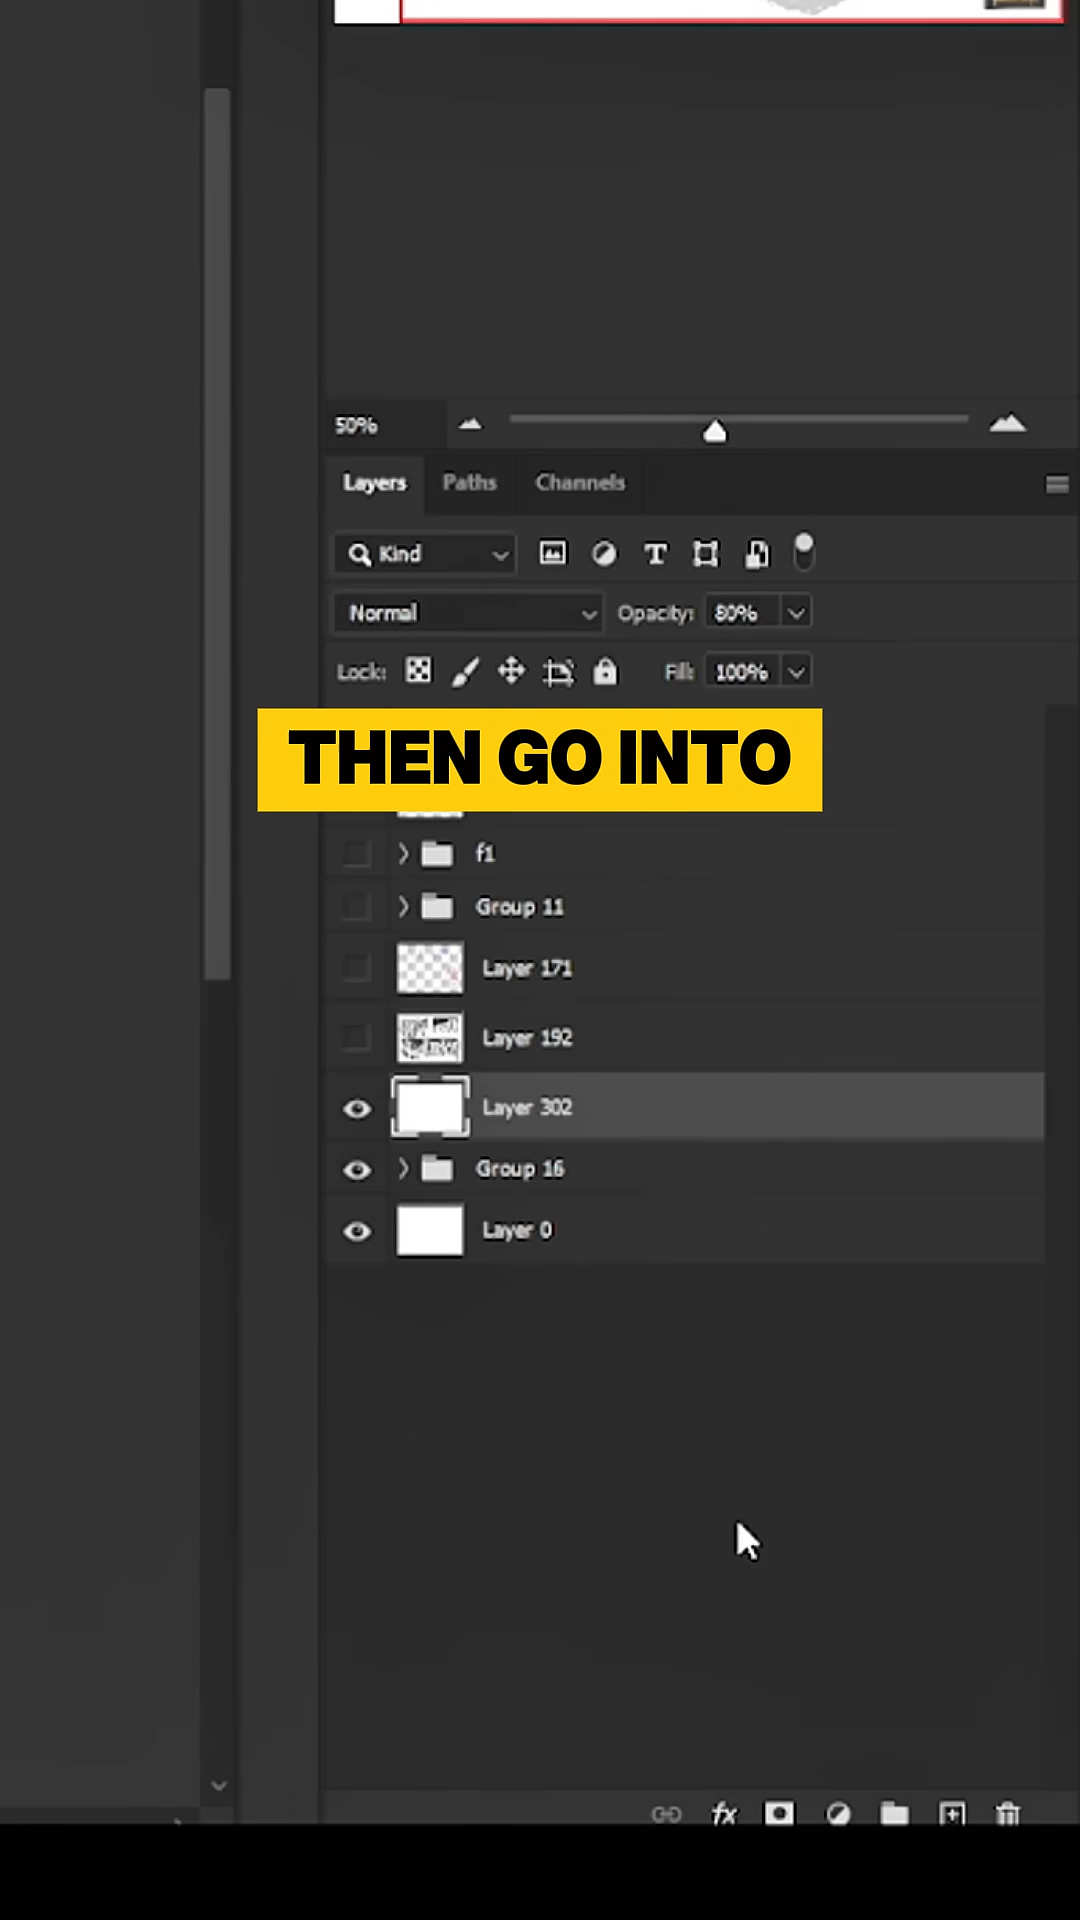 50%
Layers Paths Channels
Kind
Normal Opacity: 80%
Lock: Fill: 100%
THEN GO INTO
f1
Group 11
Layer 171
Layer 192
Layer 302
Group 16
Layer 0
fx